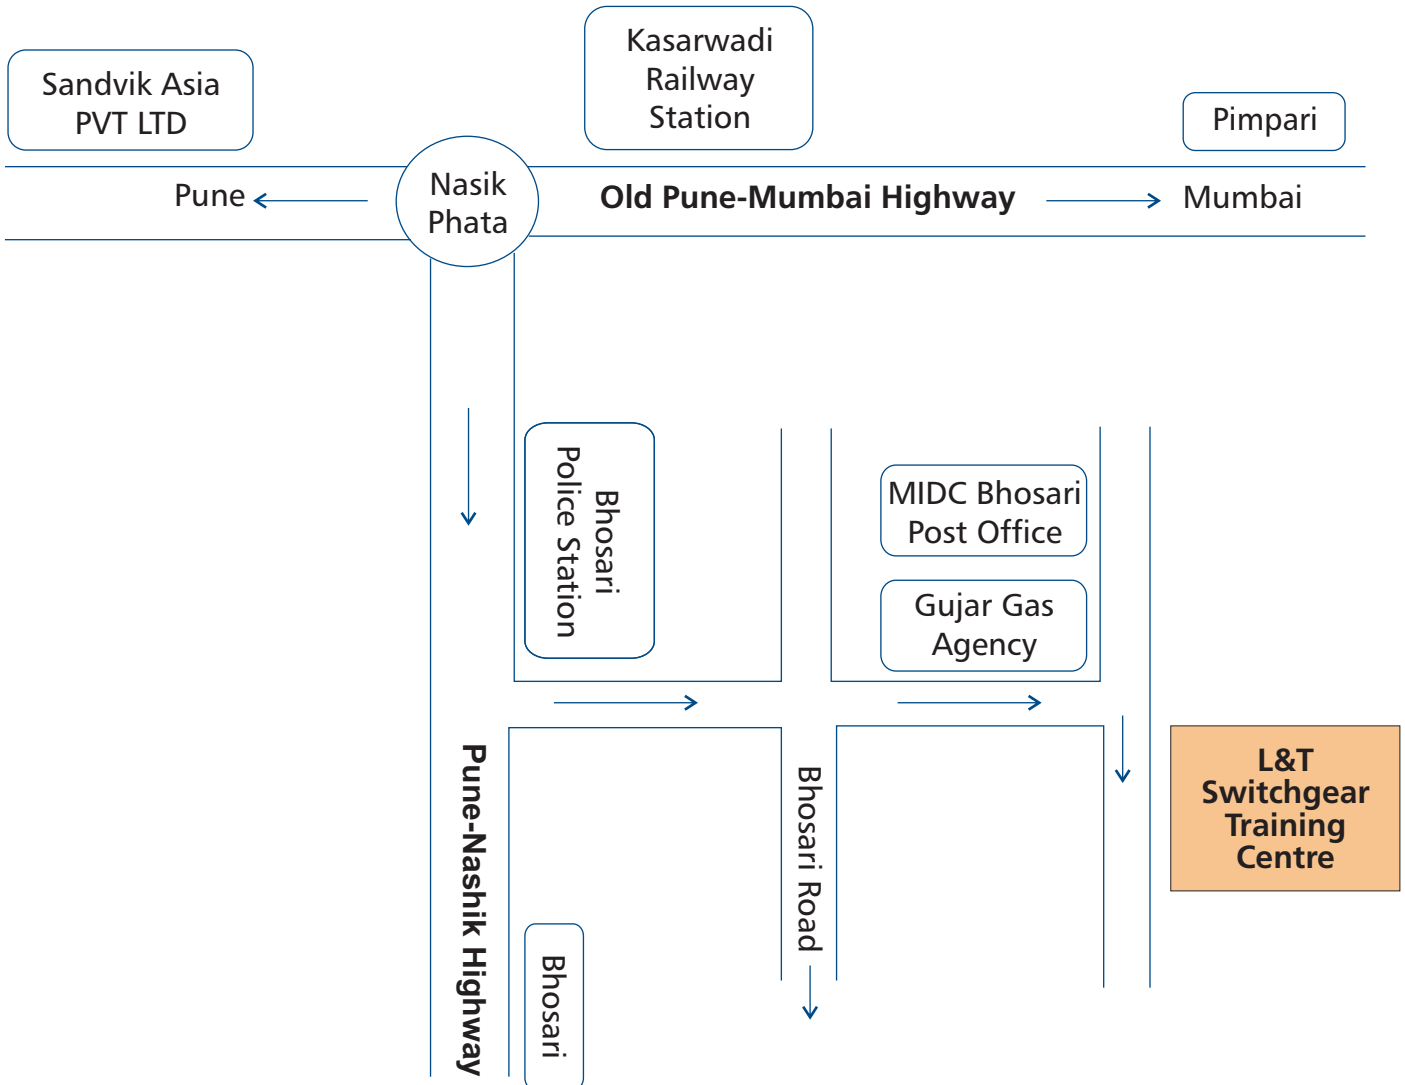 Sandvik Asia
PVT LTD
Kasarwadi
Railway
Station
Pimpari
Pune
Nasik
Phata
Old Pune-Mumbai Highway
Mumbai
Bhosari
Police Station
MIDC Bhosari
Post Office
Gujar Gas
Agency
Pune-Nashik Highway
Bhosari Road
L&T
Switchgear
Training
Centre
Bhosari